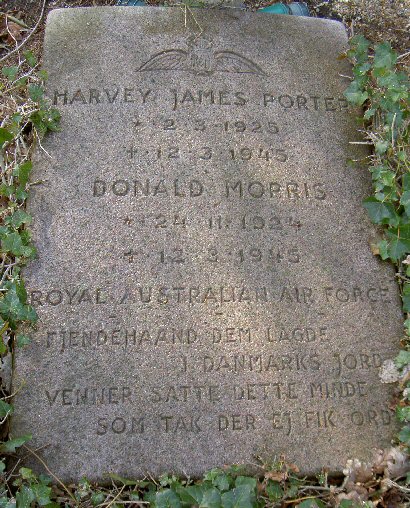 HARVEY JAMES PORTER
* 2·3·1925
† 12·3·1945
DONALD MORRIS
* 24·11·1924
† 12·3·1945
ROYAL AUSTRALIAN AIR FORCE
FJENDEHAAND DEM LAGDE
I DANMARKS JORD
VENNER SATTE DETTE MINDE
SOM TAK DER EJ FIK ORD